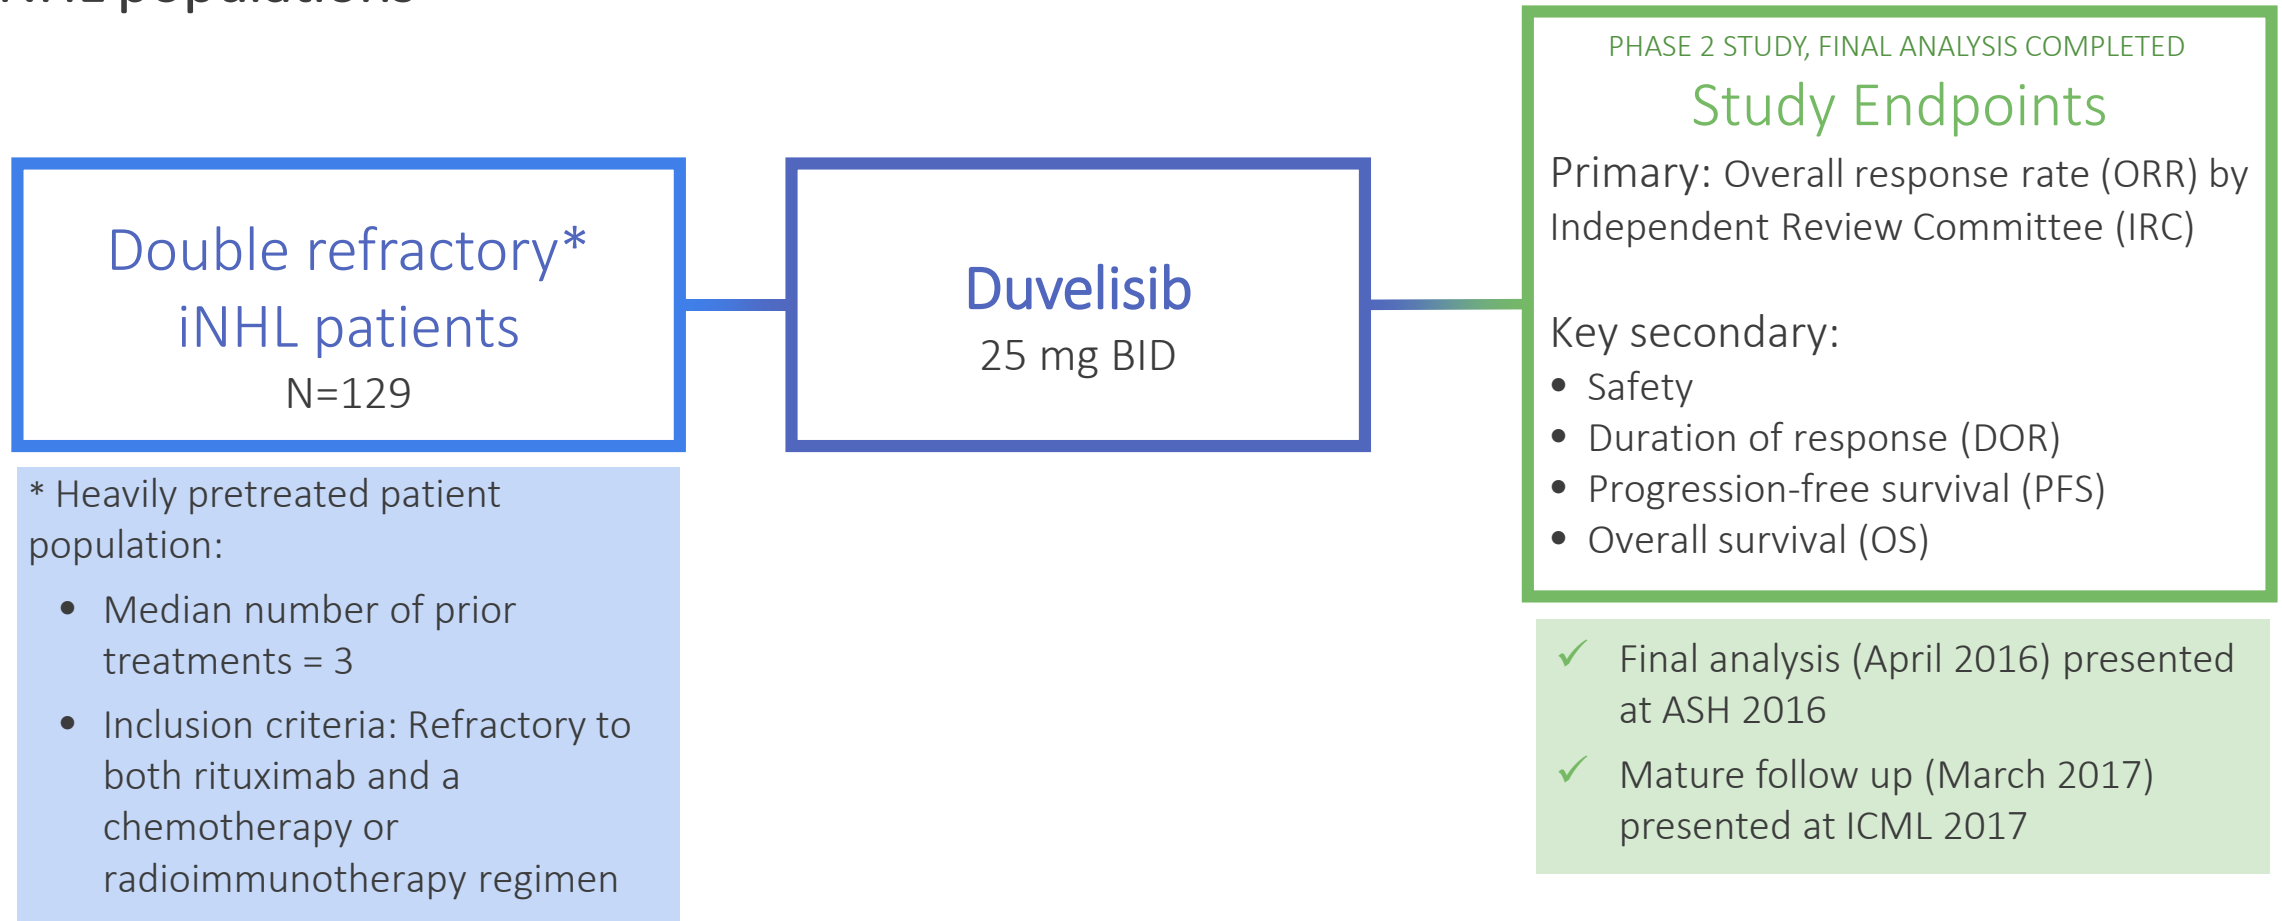 NHL populations
Double refractory*
iNHL patients
N=129
* Heavily pretreated patient
population:
• Median number of prior
treatments = 3
• Inclusion criteria: Refractory to
both rituximab and a
chemotherapy or
radioimmunotherapy regimen
Duvelisib
25 mg BID
PHASE 2 STUDY, FINAL ANALYSIS COMPLETED
Study Endpoints
Primary: Overall response rate (ORR) by
Independent Review Committee (IRC)
Key secondary:
• Safety
• Duration of response (DOR)
• Progression-free survival (PFS)
• Overall survival (OS)
✓ Final analysis (April 2016) presented
at ASH 2016
✓ Mature follow up (March 2017)
presented at ICML 2017